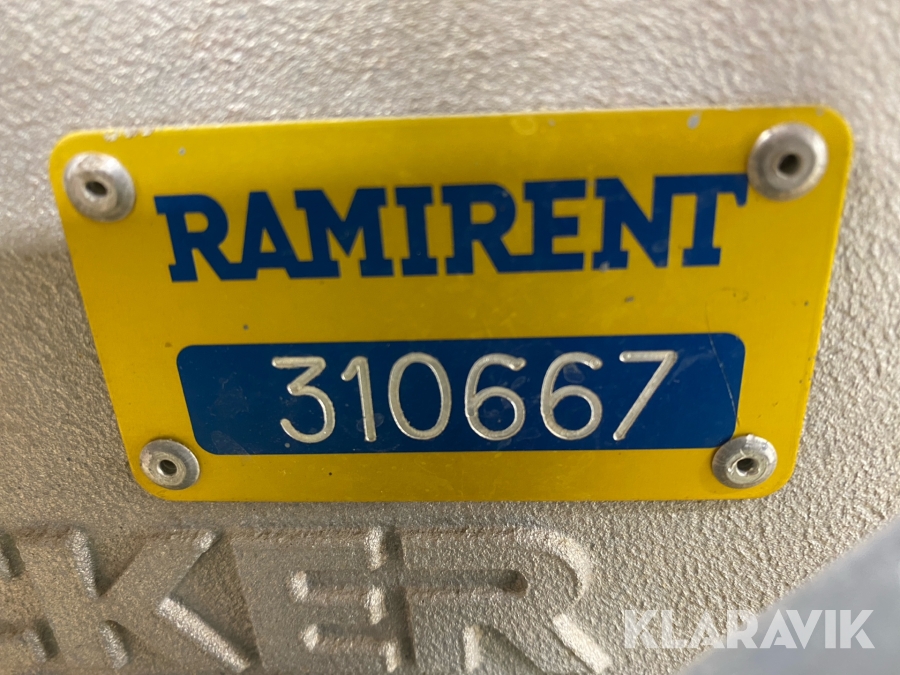 RAMIRENT
310667
KER
KLARAVIK